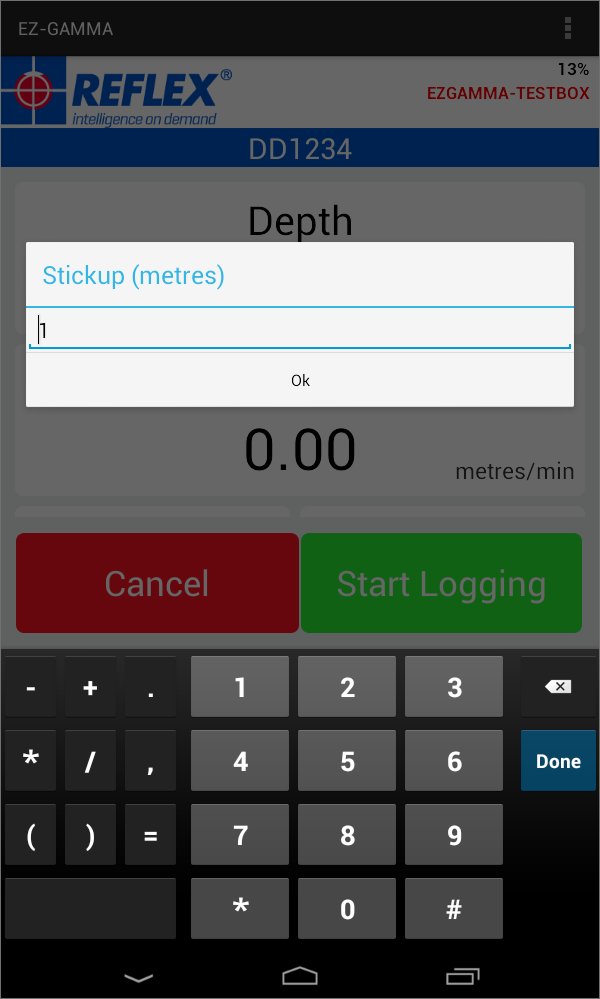 EZ-GAMMA
REFLEX®
intelligence on demand
13%
EZGAMMA-TESTBOX
DD1234
Depth
Stickup (metres)
1
Ok
0.00
metres/min
Cancel
Start Logging
- + . 1 2 3
* / , 4 5 6 Done
( ) = 7 8 9
* 0 #